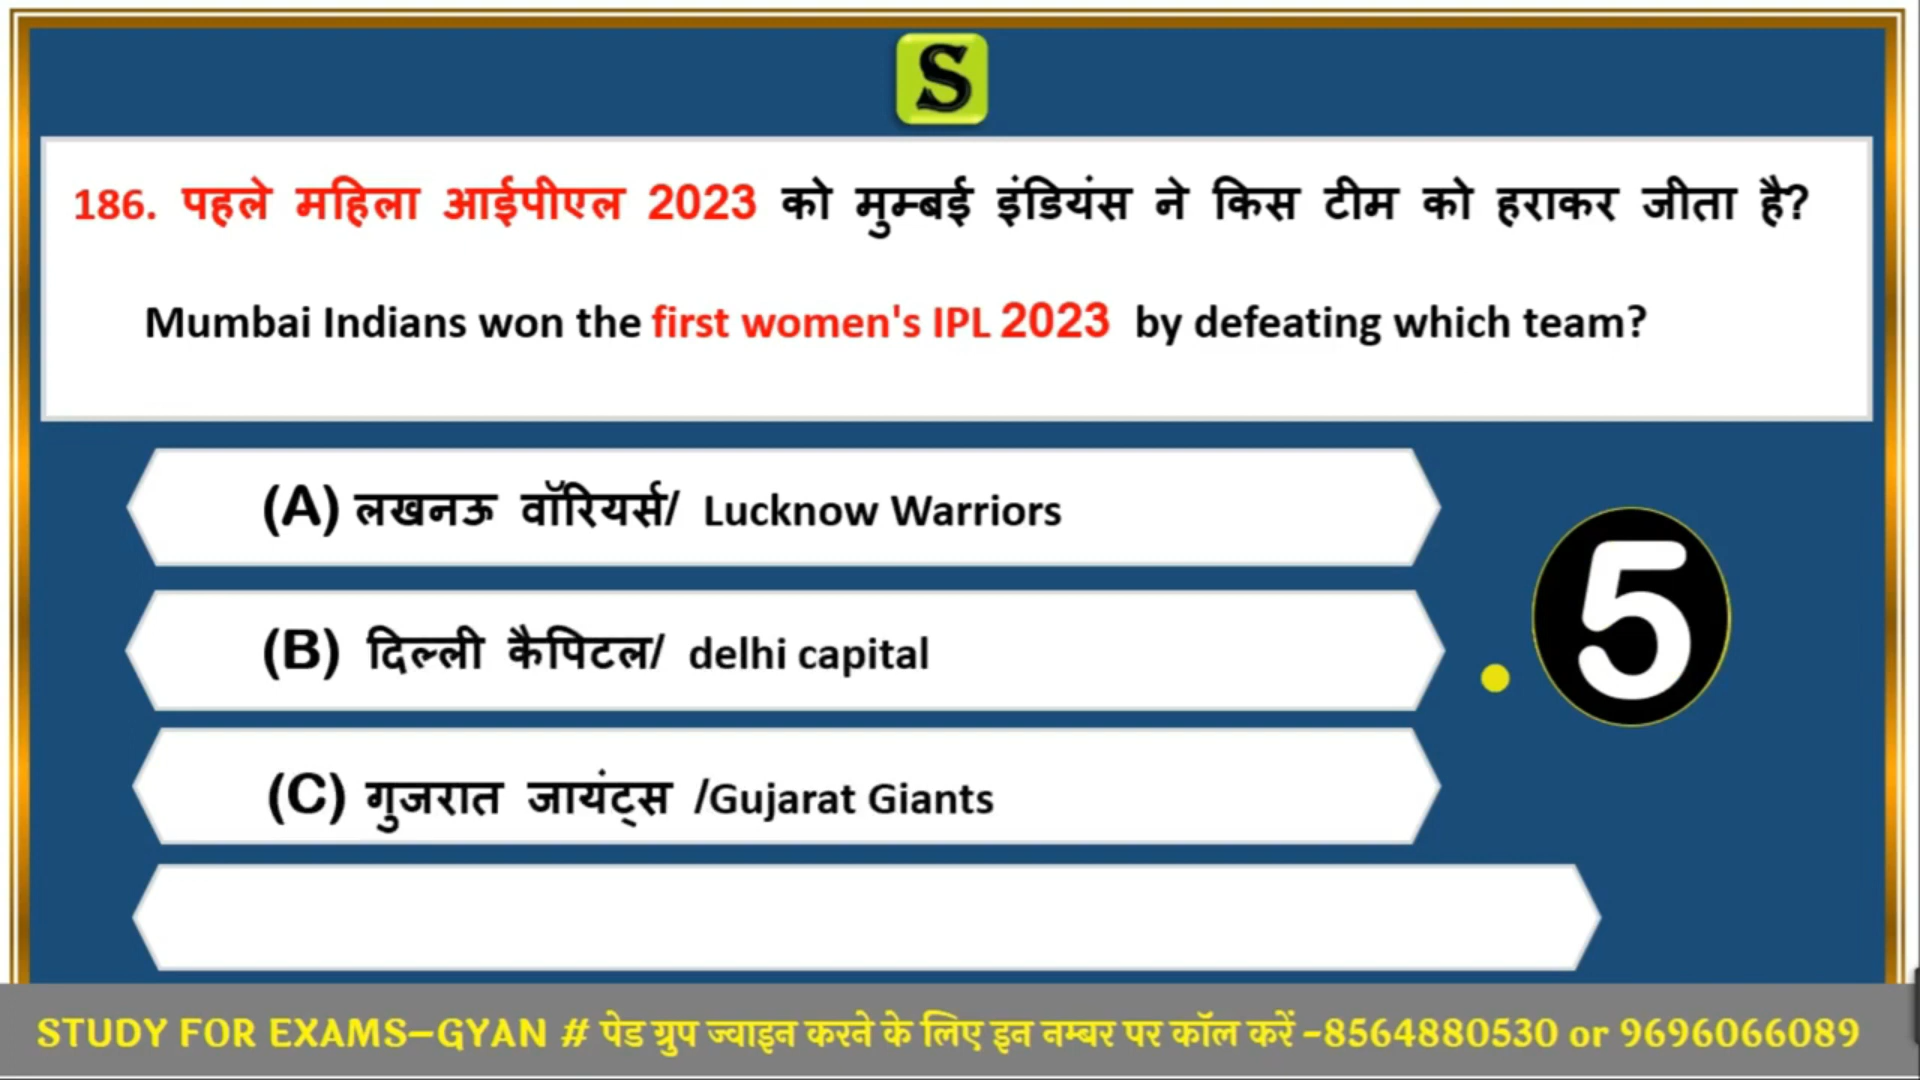 S
186. पहले महिला आईपीएल 2023 को मुम्बई इंडियंस ने किस टीम को हराकर जीता है?
Mumbai Indians won the first women's IPL 2023 by defeating which team?
(A) लखनऊ वॉरियर्स/ Lucknow Warriors
(B) दिल्ली कैपिटल/ delhi capital
5
(C) गुजरात जायंट्स /Gujarat Giants
STUDY FOR EXAMS–GYAN # पेड ग्रुप ज्वाइन करने के लिए इन नम्बर पर कॉल करें –8564880530 or 9696066089